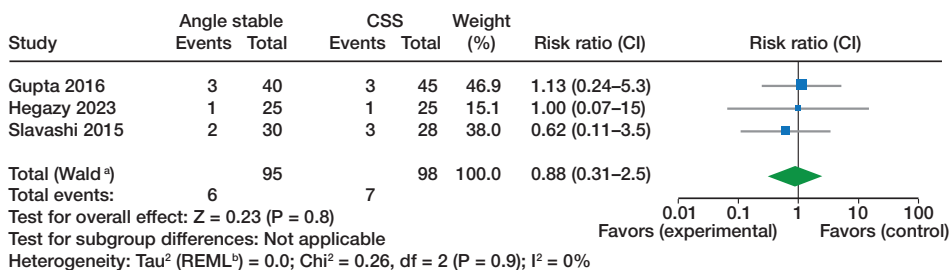 Angle stable CSS Weight
Study Events Total Events Total (%) Risk ratio (CI) Risk ratio (CI)
Gupta 2016 3 40 3 45 46.9 1.13 (0.24–5.3)
Hegazy 2023 1 25 1 25 15.1 1.00 (0.07–15)
Slavashi 2015 2 30 3 28 38.0 0.62 (0.11–3.5)
Total (Wald ᵃ) 95 98 100.0 0.88 (0.31–2.5)
Total events: 6 7
0.01 0.1 1 10 100
Test for overall effect: Z = 0.23 (P = 0.8)
Favors (experimental) Favors (control)
Test for subgroup differences: Not applicable
Heterogeneity: Tau² (REMLᵇ) = 0.0; Chi² = 0.26, df = 2 (P = 0.9); I² = 0%